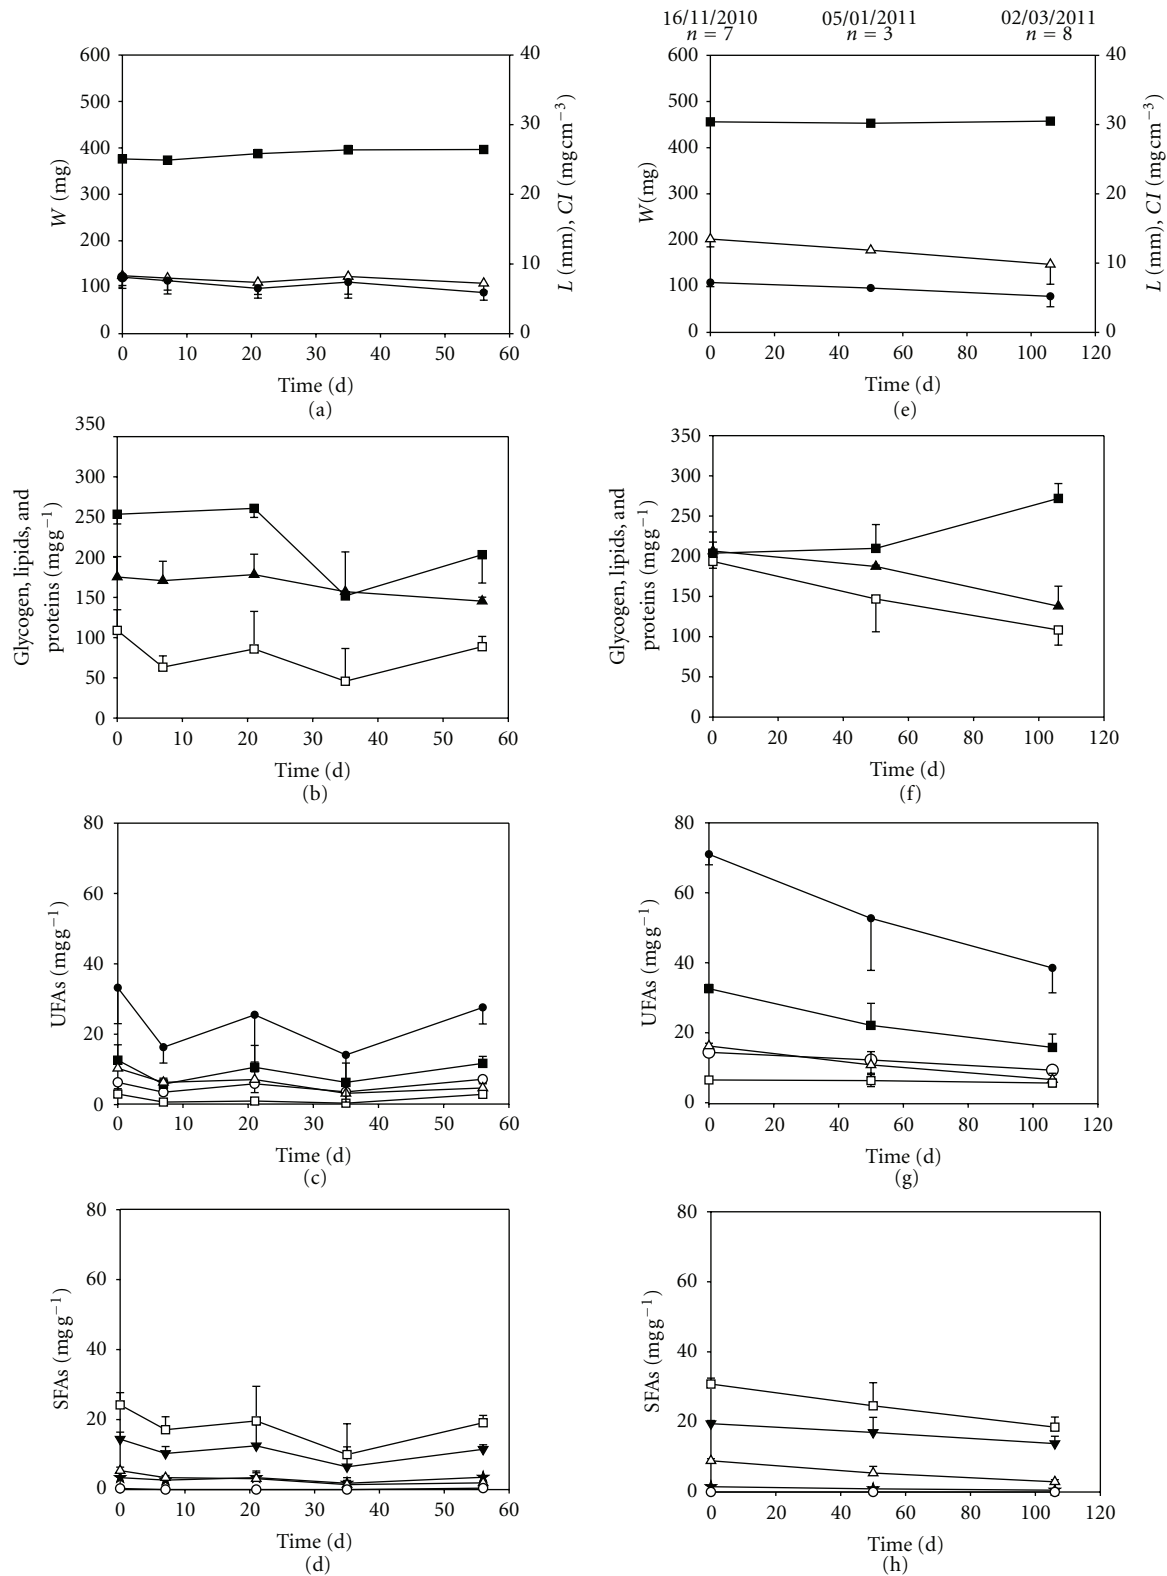 16/11/2010 05/01/2011 02/03/2011
n = 7 n = 3 n = 8
600
500
400
300
200
100
0
W (mg)
40
30
20
10
0
L (mm), CI (mg cm−3)
0 10 20 30 40 50 60
Time (d)
(a)
600
500
400
300
200
100
0
W(mg)
40
30
20
10
0
L (mm), CI (mg cm−3)
0 20 40 60 80 100 120
Time (d)
(e)
350
300
250
200
150
100
50
0
Glycogen, lipids, and
proteins (mg g−1)
0 10 20 30 40 50 60
Time (d)
(b)
350
300
250
200
150
100
50
0
Glycogen, lipids, and
proteins (mg g−1)
0 20 40 60 80 100 120
Time (d)
(f)
80
60
40
20
0
UFAs (mg g−1)
0 10 20 30 40 50 60
Time (d)
(c)
80
60
40
20
0
UFAs (mg g−1)
0 20 40 60 80 100 120
Time (d)
(g)
80
60
40
20
0
SFAs (mg g−1)
0 10 20 30 40 50 60
Time (d)
(d)
80
60
40
20
0
SFAs (mg g−1)
0 20 40 60 80 100 120
Time (d)
(h)